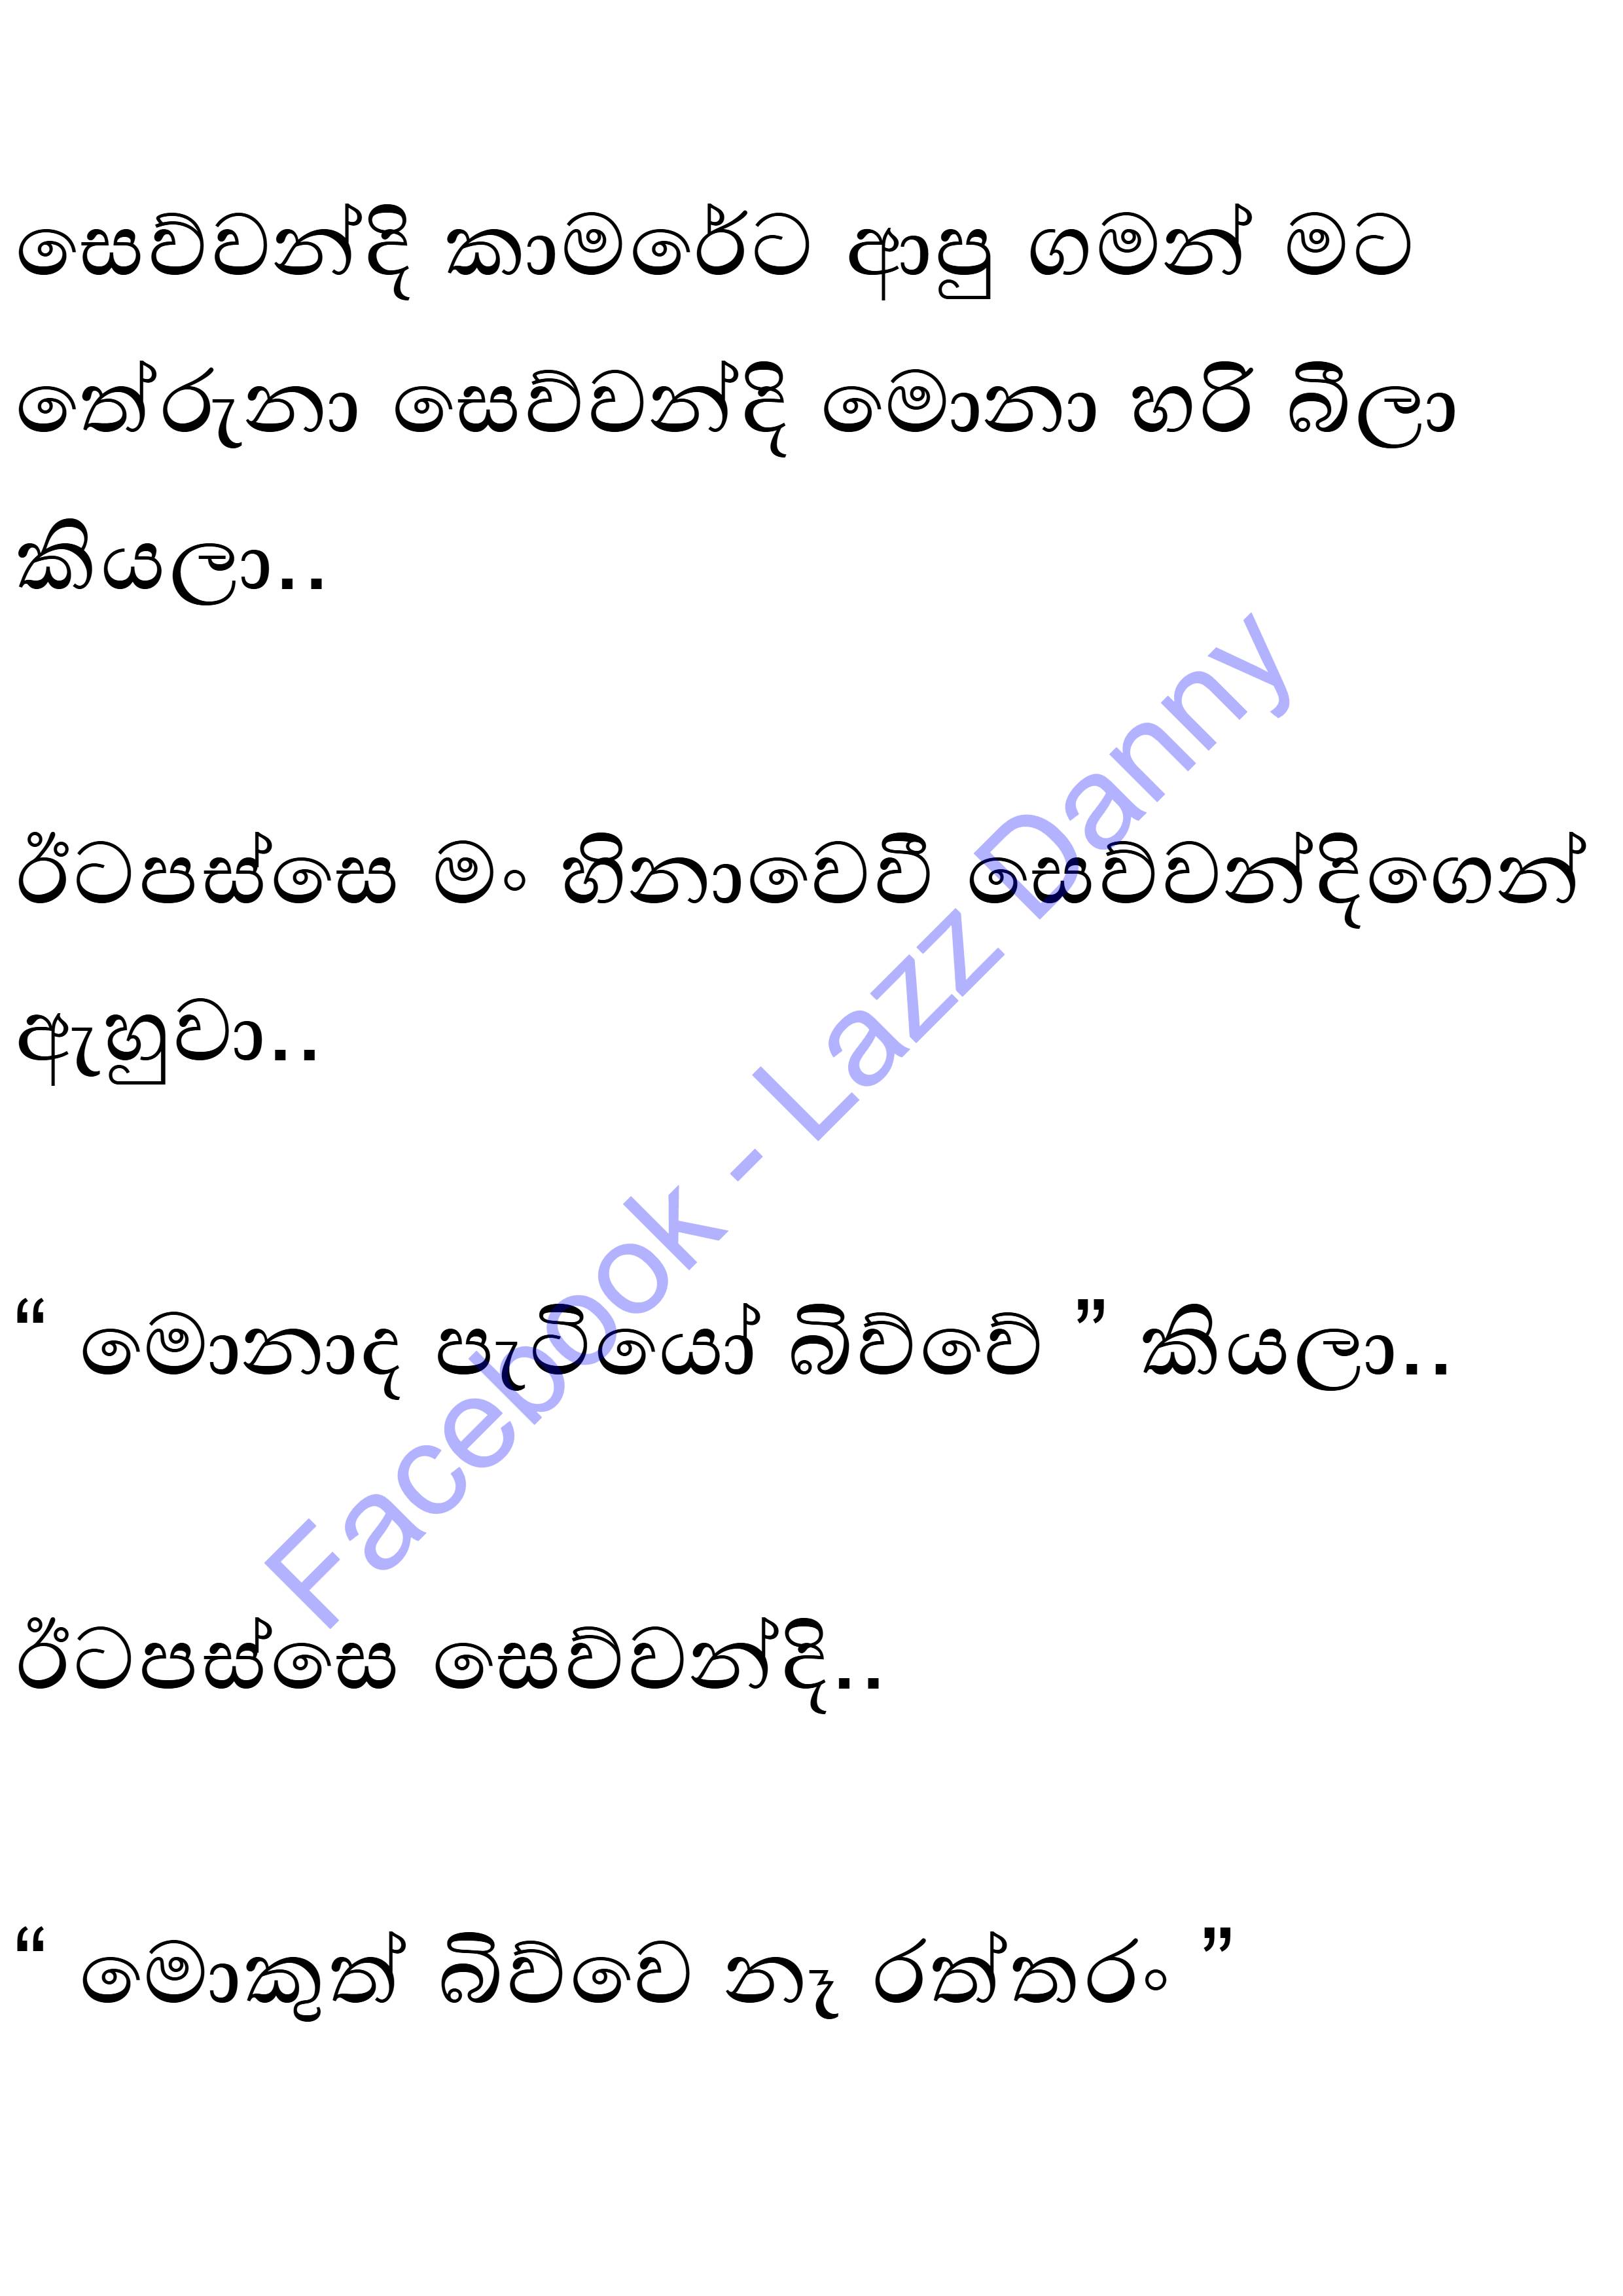 සෙව්වන්දි කාමරේට ආපු ගමන් මට
තේරුනා සෙව්වන්දි මොනා හරි බීලා
කියලා..
ඊටපස්සෙ මං හිනාවෙවී සෙව්වන්දිගෙන්
ඇහුවා..
“ මොනාද පැටියෝ බිව්වේ ” කියලා..
ඊටපස්සෙ සෙව්වන්දි..
“ මොකුත් බිව්වෙ නෑ රත්තරං ”
Facebook - Lazz Danny